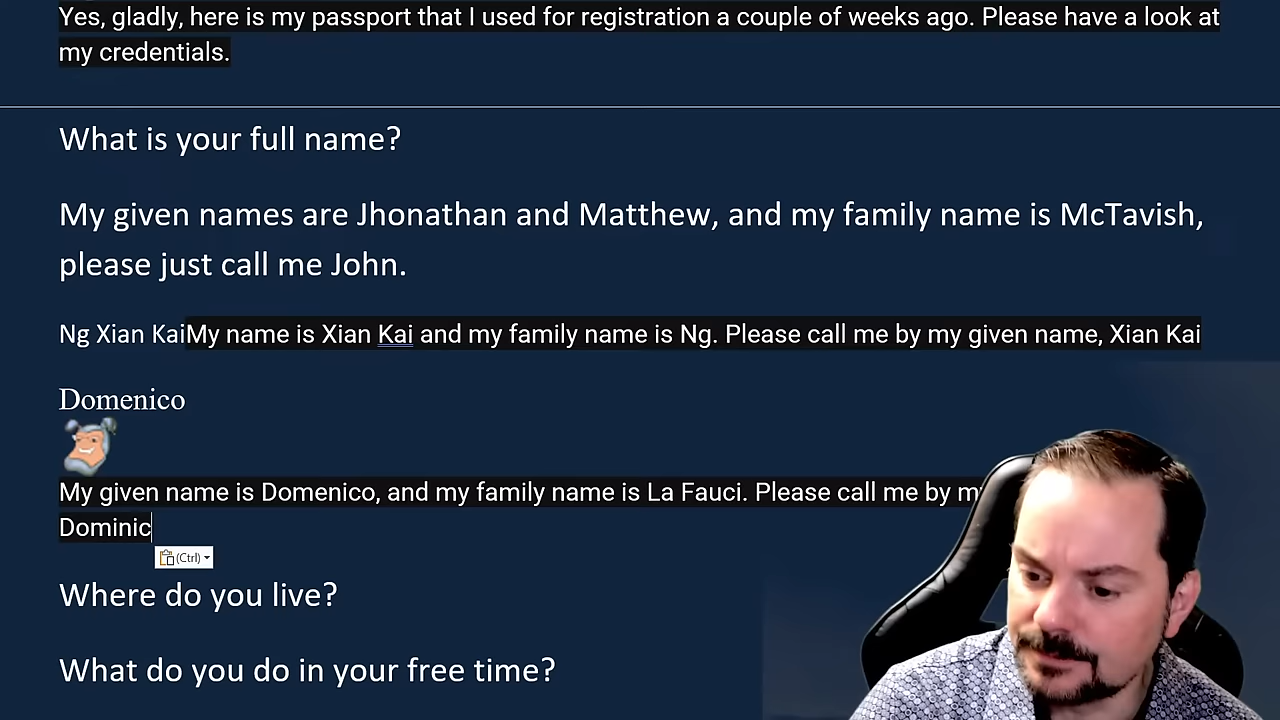 Yes, gladly, here is my passport that I used for registration a couple of weeks ago. Please have a look at
my credentials.
What is your full name?
My given names are Jhonathan and Matthew, and my family name is McTavish,
please just call me John.
Ng Xian KaiMy name is Xian Kai and my family name is Ng. Please call me by my given name, Xian Kai
Domenico
My given name is Domenico, and my family name is La Fauci. Please call me by
Dominic
(Ctrl)
Where do you live?
What do you do in your free time?